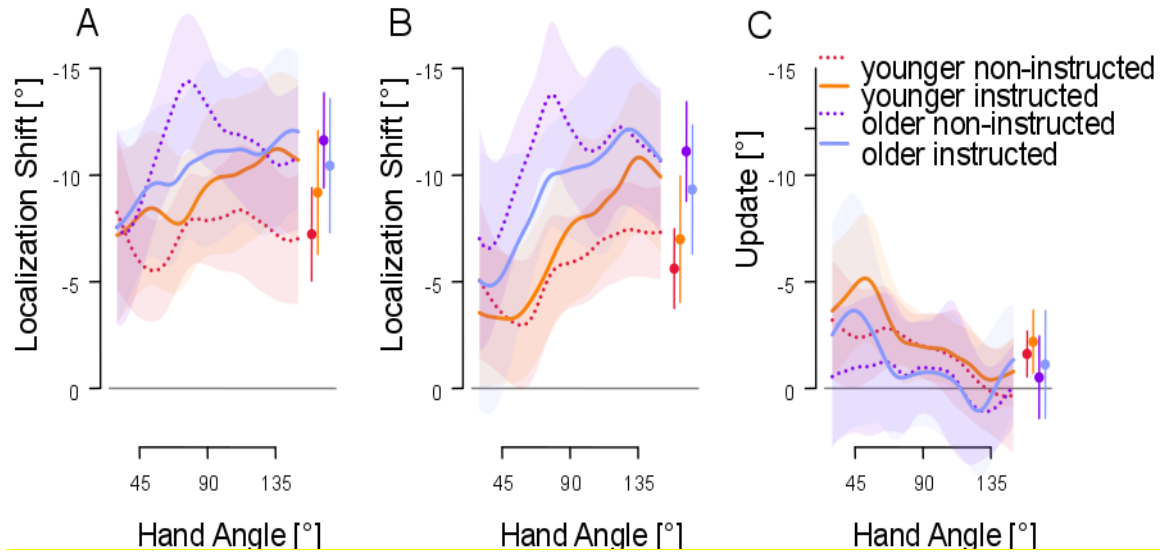 A
Localization Shift [°]
-15
-10
-5
0
45 90 135
Hand Angle [°]
B
Localization Shift [°]
-15
-10
-5
0
45 90 135
Hand Angle [°]
C
Update [°]
-15
-10
-5
0
45 90 135
Hand Angle [°]
younger non-instructed
younger instructed
older non-instructed
older instructed